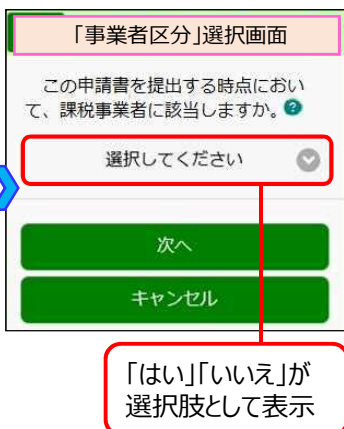 「事業者区分」選択画面
この申請書を提出する時点におい
て、課税事業者に該当しますか。?
選択してください
次へ
キャンセル
「はい」「いいえ」が
選択肢として表示